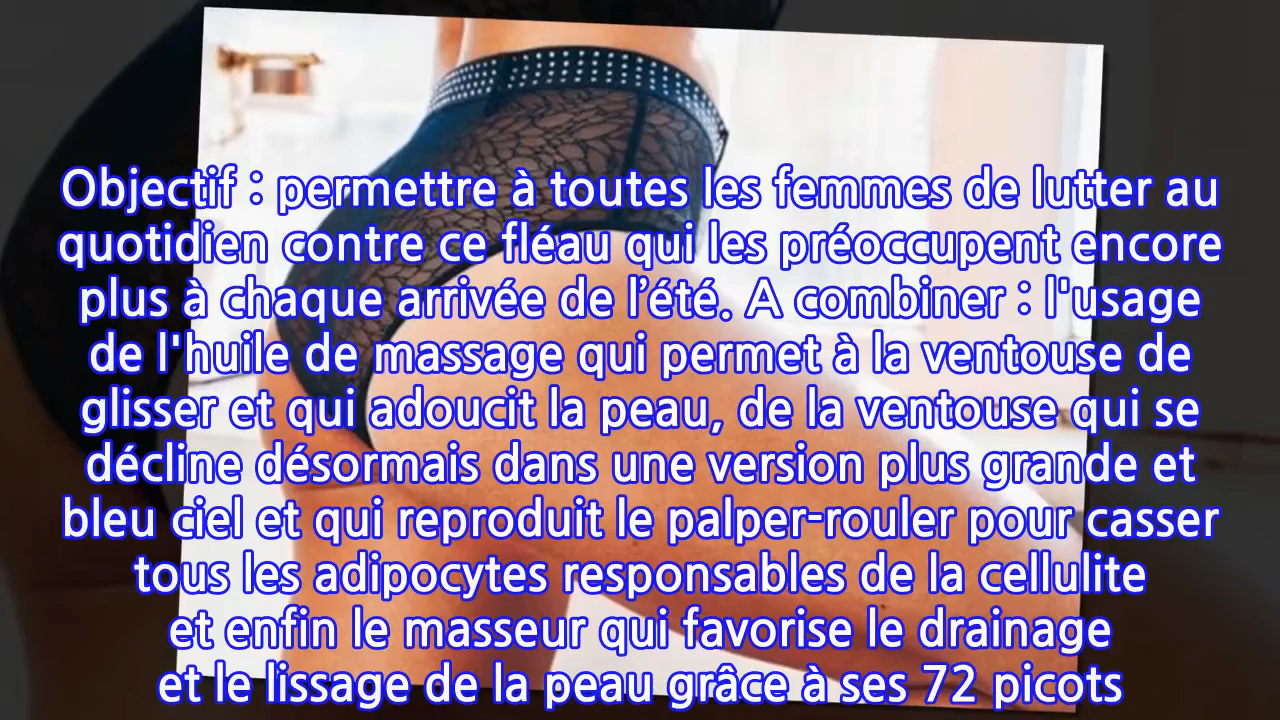 Objectif : permettre à toutes les femmes de lutter au
quotidien contre ce fléau qui les préoccupent encore
plus à chaque arrivée de l’été. A combiner : l'usage
de l'huile de massage qui permet à la ventouse de
glisser et qui adoucit la peau, de la ventouse qui se
décline désormais dans une version plus grande et
bleu ciel et qui reproduit le palper-rouler pour casser
tous les adipocytes responsables de la cellulite
et enfin le masseur qui favorise le drainage
et le lissage de la peau grâce à ses 72 picots